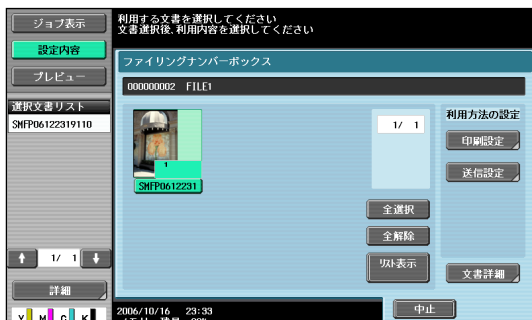 ジョブ表示
設定内容
プレビュー
選択文書リスト
SMFP06122319110
1/ 1
詳細
Y M C K
利用する文書を選択してください
文書選択後、利用内容を選択してください
ファイリングナンバーボックス
000000002 FILE1
1
SMFP0612231
1/ 1
全選択
全解除
リスト表示
利用方法の設定
印刷設定
送信設定
文書詳細
2006/10/16 23:33
中止